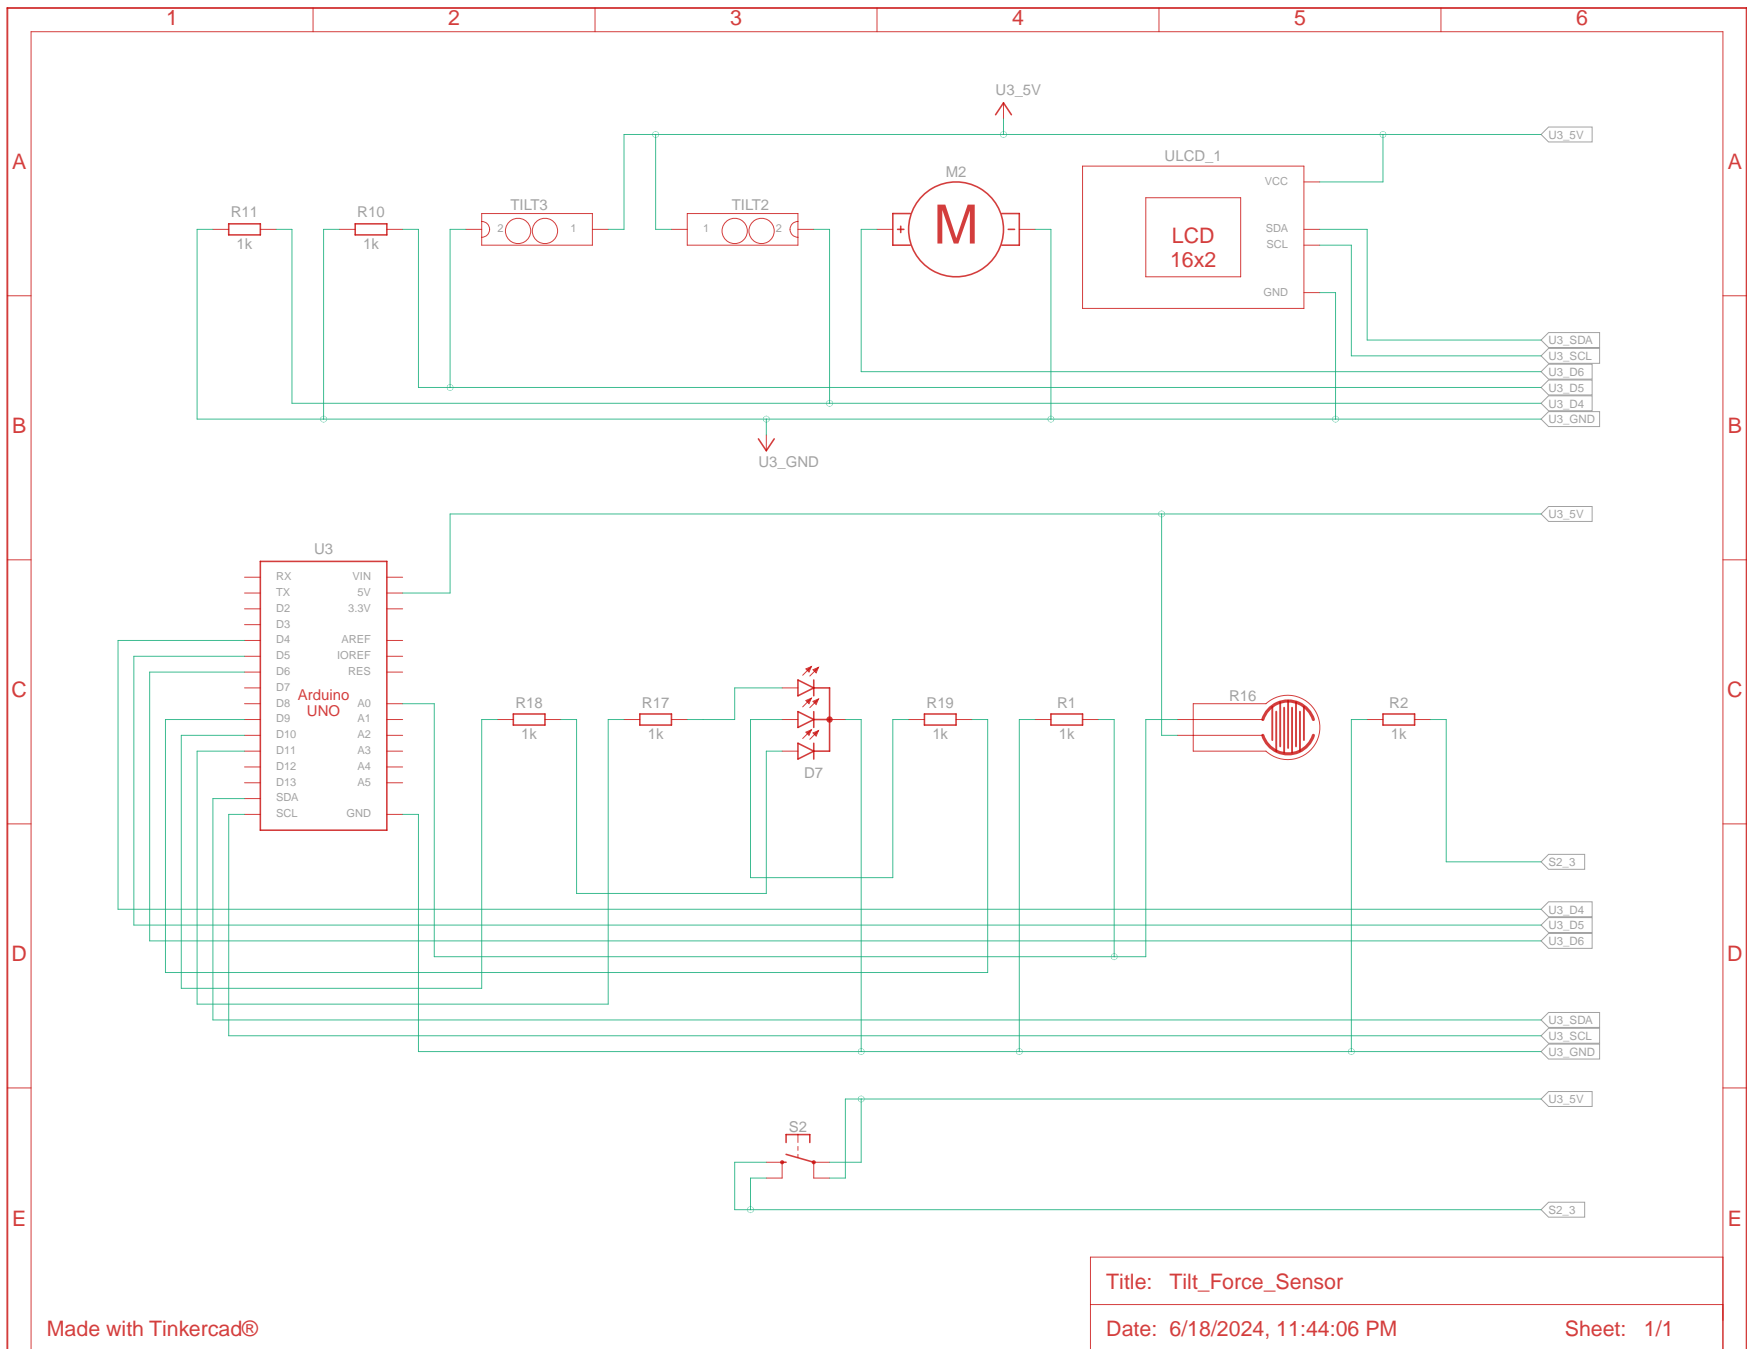 1 2 3 4 5 6
U3_5V
U3_5V
A A
ULCD_1
M2
VCC
R11 R10 TILT3 TILT2
2 1 1 2 + M - LCD SDA
1k 1k 16x2 SCL
GND
U3_SDA
U3_SCL
U3_D6
U3_D5
U3_D4
B U3_GND B
U3_GND
U3_5V
U3
RX VIN
TX 5V
D2 3.3V
D3
D4 AREF
D5 IOREF
D6 RES
D7
C C
Arduino
UNO
D8 A0
D9 A1
D10 A2
D11 A3
D12 A4
D13 A5
SDA
SCL GND
R18 R17 R19 R1 R16 R2
1k 1k 1k 1k 1k
D7
S2_3
U3_D4
U3_D5
U3_D6
D D
U3_SDA
U3_SCL
U3_GND
U3_5V
S2
S2_3
E E
Title: Tilt_Force_Sensor
Made with Tinkercad®
Date: 6/18/2024, 11:44:06 PM Sheet: 1/1